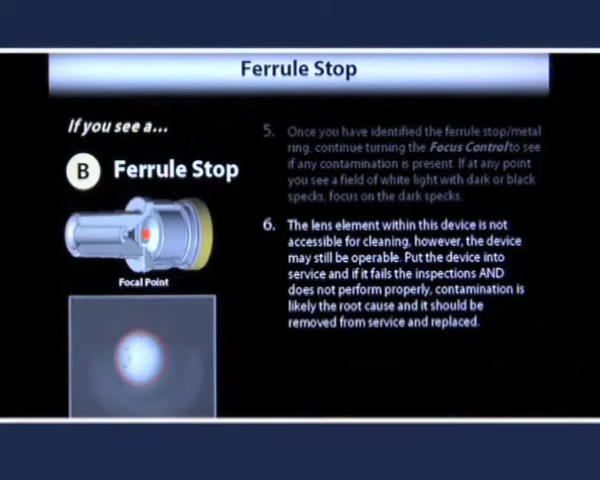 Ferrule Stop
If you see a...
B Ferrule Stop
Focal Point
5. Once you have identified the ferrule stop/metal
ring, continue turning the Focus Control to see
if any contamination is present. If at any point
you see a field of white light with dark or black
specks, focus on the dark specks.
6. The lens element within this device is not
accessible for cleaning, however, the device
may still be operable. Put the device into
service and if it fails the inspections AND
does not perform properly, contamination is
likely the root cause and it should be
removed from service and replaced.